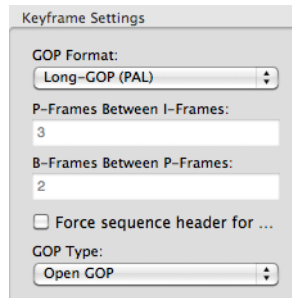 Keyframe Settings
GOP Format:
Long-GOP (PAL)
P-Frames Between I-Frames:
3
B-Frames Between P-Frames:
2
Force sequence header for ...
GOP Type:
Open GOP